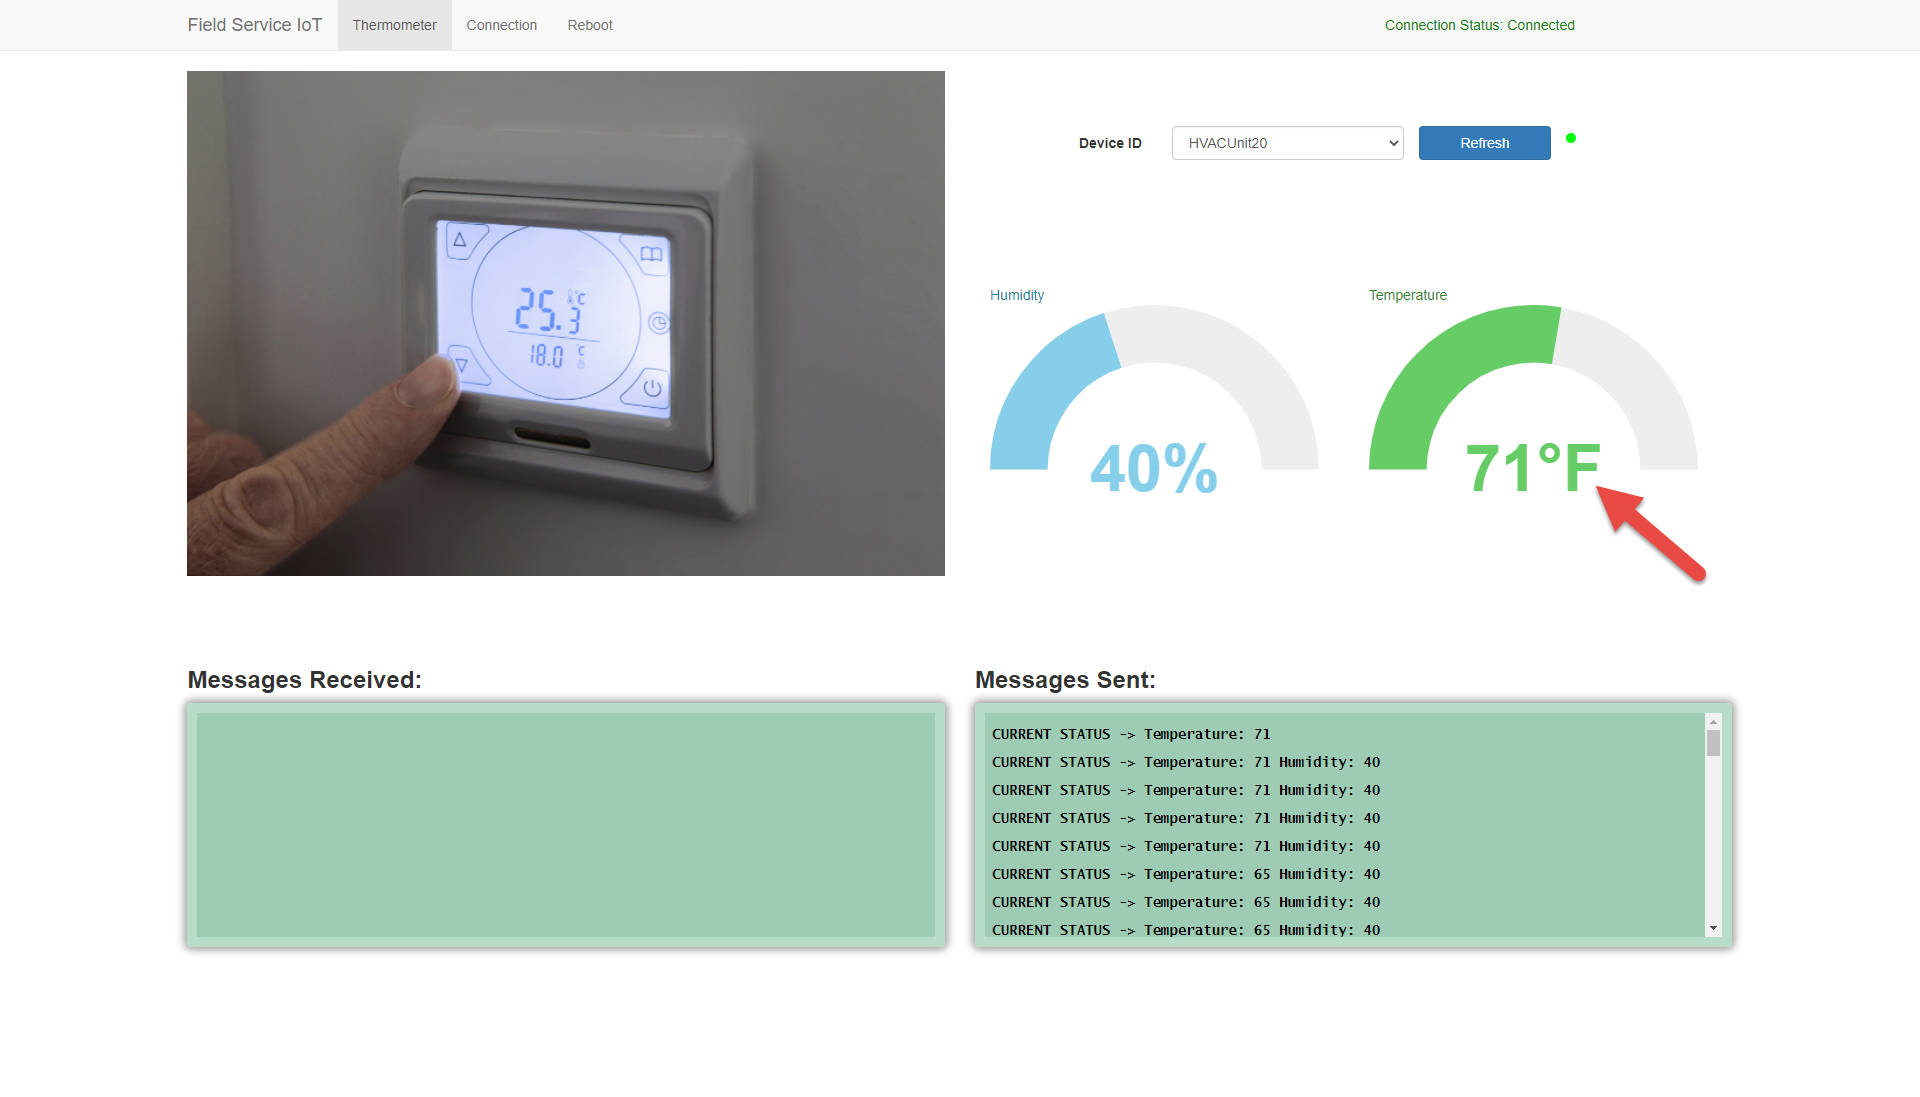 Field Service IoT Thermometer Connection Reboot Connection Status: Connected
Device ID HVACUnit20 Refresh
25.3 °C
18.0 °C
Humidity
40%
Temperature
71°F
Messages Received:
Messages Sent:
CURRENT STATUS -> Temperature: 71
CURRENT STATUS -> Temperature: 71 Humidity: 40
CURRENT STATUS -> Temperature: 71 Humidity: 40
CURRENT STATUS -> Temperature: 71 Humidity: 40
CURRENT STATUS -> Temperature: 71 Humidity: 40
CURRENT STATUS -> Temperature: 65 Humidity: 40
CURRENT STATUS -> Temperature: 65 Humidity: 40
CURRENT STATUS -> Temperature: 65 Humidity: 40